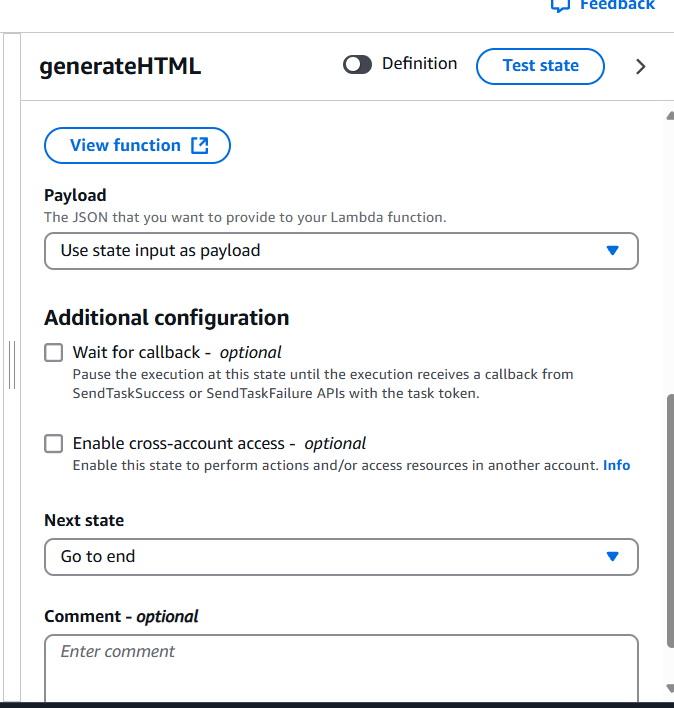 Feedback
generateHTML
Definition
Test state
View function
Payload
The JSON that you want to provide to your Lambda function.
Use state input as payload
Additional configuration
Wait for callback - optional
Pause the execution at this state until the execution receives a callback from
SendTaskSuccess or SendTaskFailure APIs with the task token.
Enable cross-account access - optional
Enable this state to perform actions and/or access resources in another account. Info
Next state
Go to end
Comment - optional
Enter comment